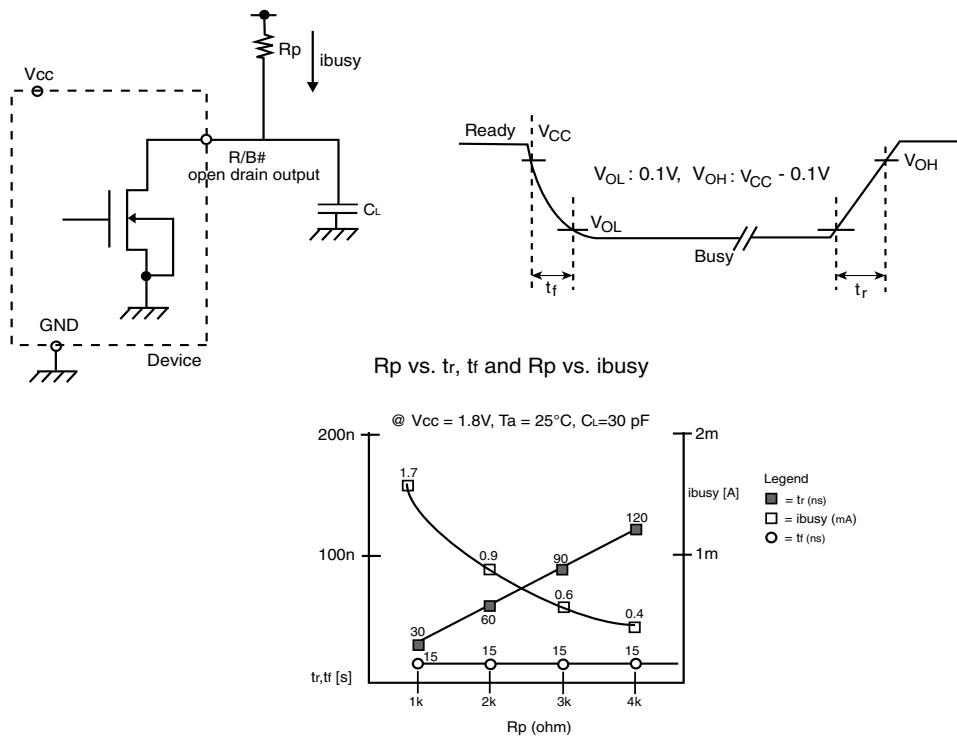 Rp
ibusy
Vcc
R/B#
open drain output
CL
GND
Device
Ready
VCC
VOL : 0.1V, VOH : VCC - 0.1V
VOH
VOL
Busy
tf
tr
Rp vs. tr, tf and Rp vs. ibusy
@ Vcc = 1.8V, Ta = 25°C, CL=30 pF
200n
2m
1.7
ibusy [A]
Legend
= tr (ns)
= ibusy (mA)
= tf (ns)
120
100n
0.9
90
1m
60
0.6
0.4
30
15
15
15
15
tr,tf [s]
1k
2k
3k
4k
Rp (ohm)